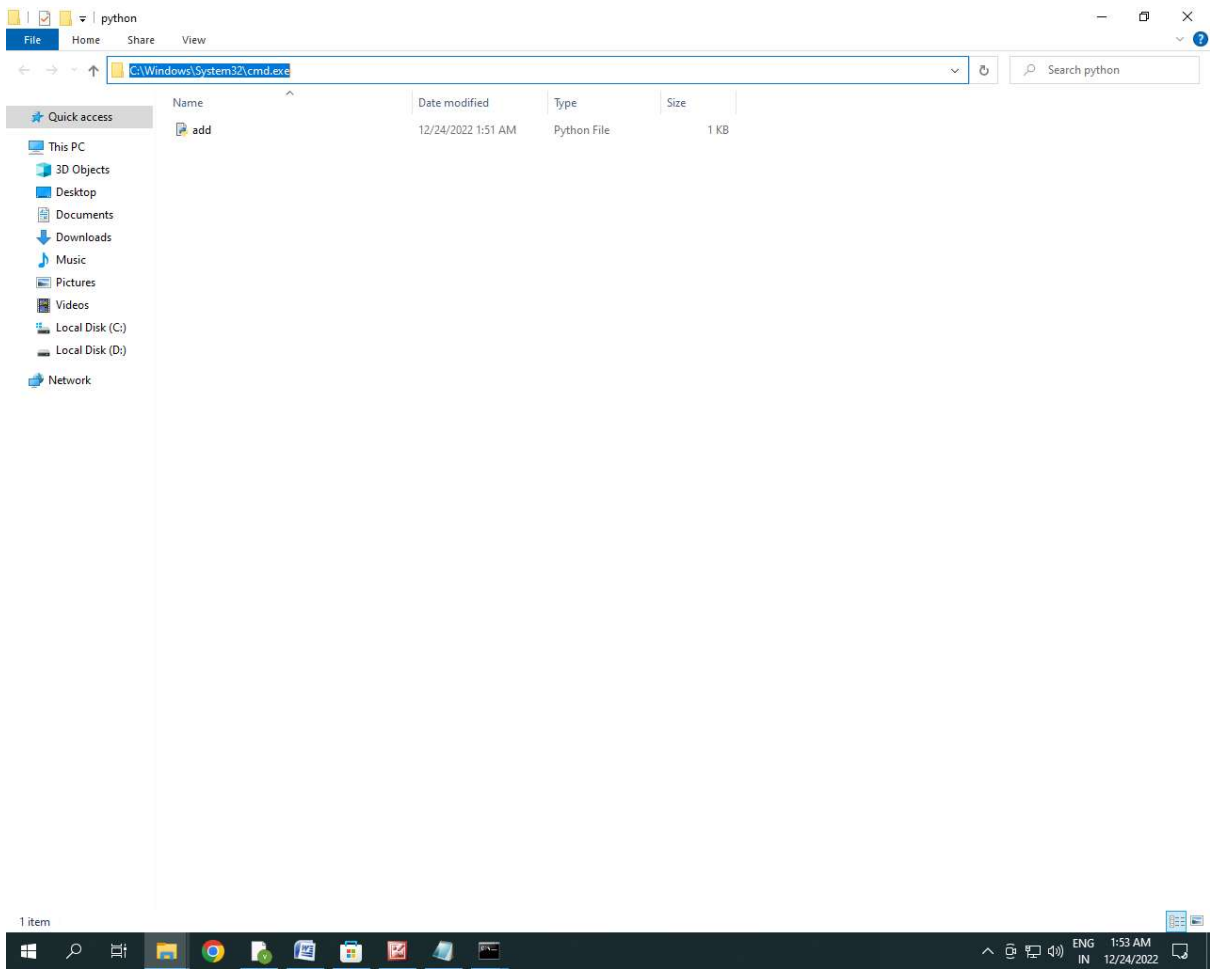 python
File Home Share View
C:\Windows\System32\cmd.exe
Search python
Name Date modified Type Size
add 12/24/2022 1:51 AM Python File 1 KB
Quick access
This PC
3D Objects
Desktop
Documents
Downloads
Music
Pictures
Videos
Local Disk (C:)
Local Disk (D:)
Network
1 item
ENG 1:53 AM
IN 12/24/2022